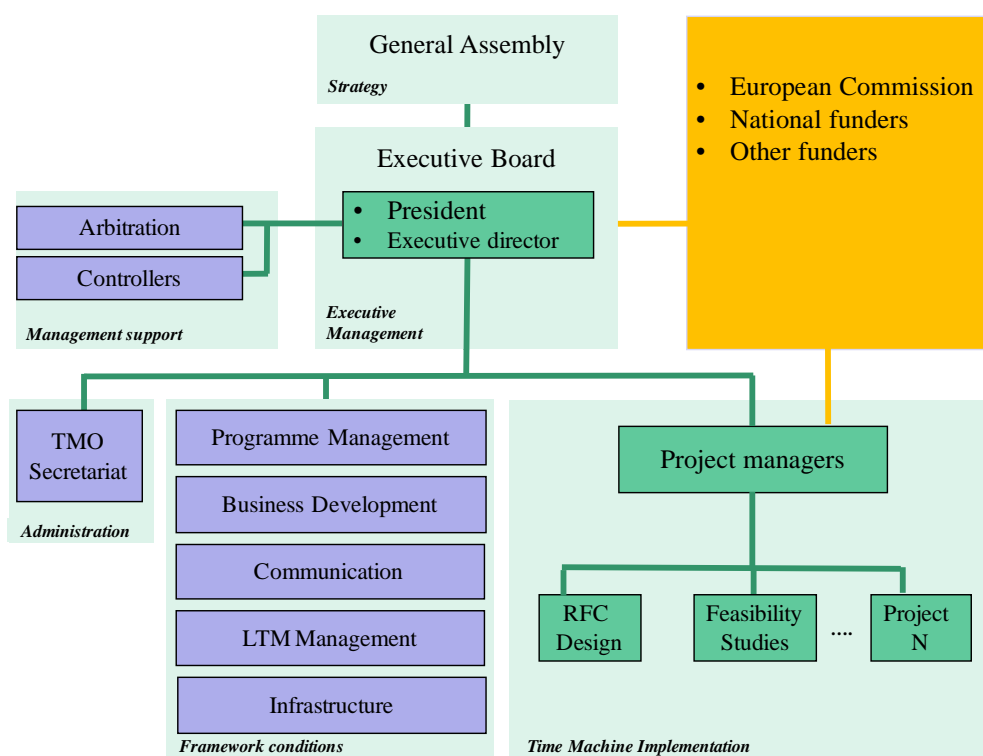 General Assembly
Strategy
• European Commission
• National funders
• Other funders
Executive Board
• President
• Executive director
Executive
Management
Arbitration
Controllers
Management support
TMO
Secretariat
Administration
Programme Management
Business Development
Communication
LTM Management
Infrastructure
Framework conditions
Project managers
RFC
Design
Feasibility
Studies
....
Project
N
Time Machine Implementation